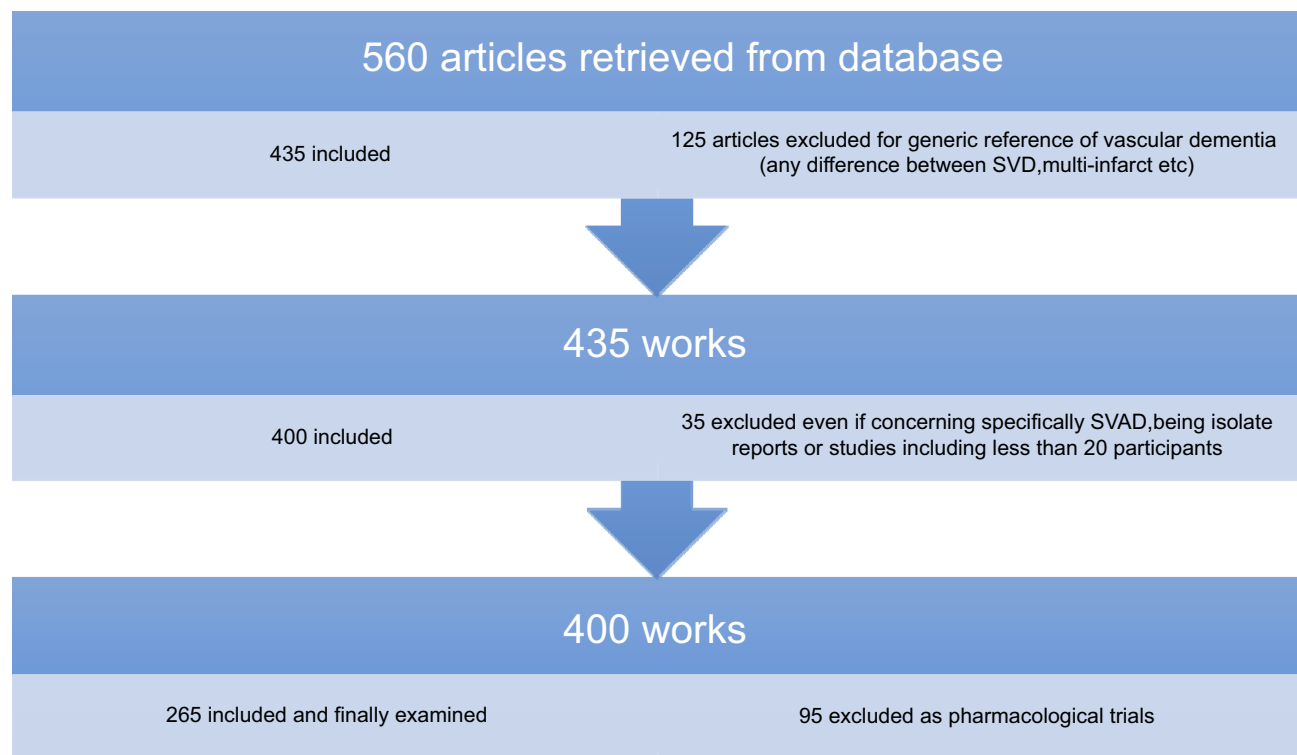 560 articles retrieved from database
435 included
125 articles excluded for generic reference of vascular dementia
(any difference between SVD,multi-infarct etc)
435 works
400 included
35 excluded even if concerning specifically SVAD,being isolate
reports or studies including less than 20 participants
400 works
265 included and finally examined
95 excluded as pharmacological trials